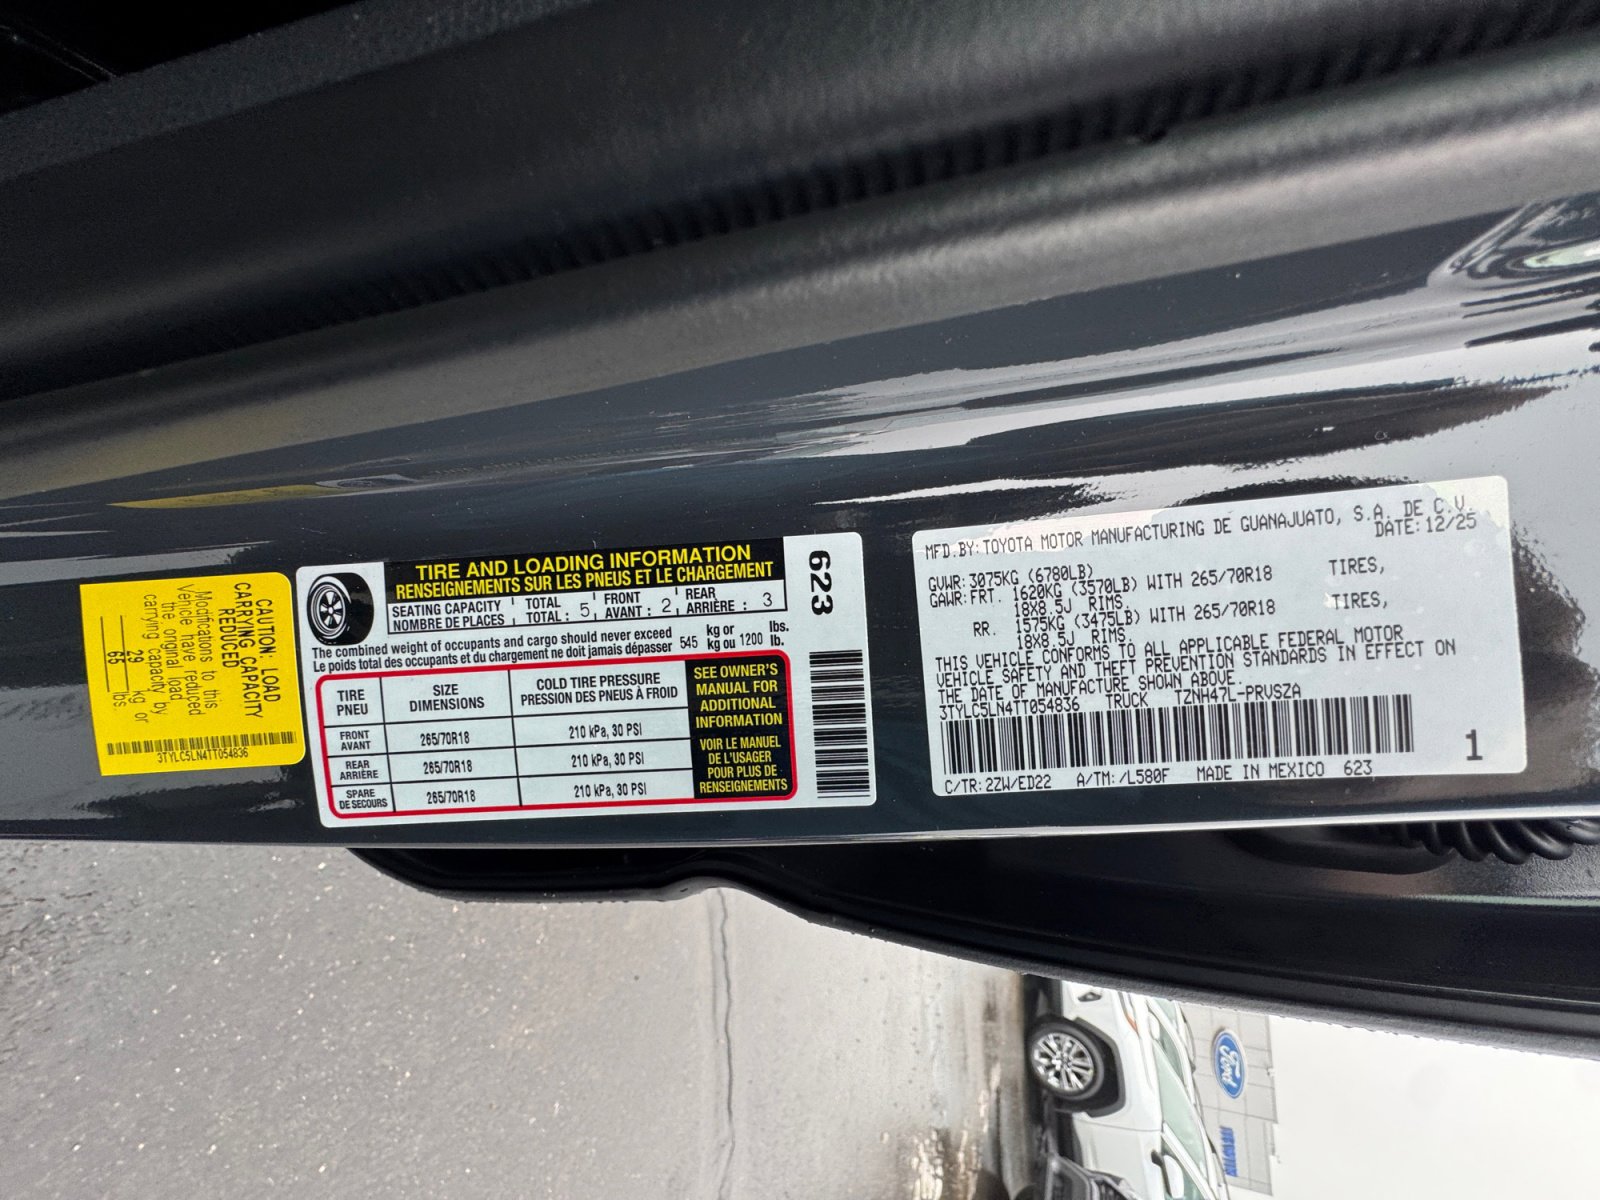 CAUTION: LOAD
CARRYING CAPACITY
REDUCED
Modifications to this
Vehicle have reduced
the original load
carrying capacity by
29 kg or
65 lbs.
3TYLC5LN4TT054836
TIRE AND LOADING INFORMATION
RENSEIGNEMENTS SUR LES PNEUS ET LE CHARGEMENT
SEATING CAPACITY
NOMBRE DE PLACES
TOTAL
TOTAL : 5
FRONT
AVANT : 2
REAR
ARRIÈRE : 3
The combined weight of occupants and cargo should never exceed 545 kg or 1200 lbs.
Le poids total des occupants et du chargement ne doit jamais dépasser kg ou lb.
TIRE
PNEU
SIZE
DIMENSIONS
COLD TIRE PRESSURE
PRESSION DES PNEUS À FROID
FRONT
AVANT
265/70R18
210 kPa, 30 PSI
REAR
ARRIÈRE
265/70R18
210 kPa, 30 PSI
SPARE
DE SECOURS
265/70R18
210 kPa, 30 PSI
SEE OWNER'S
MANUAL FOR
ADDITIONAL
INFORMATION
VOIR LE MANUEL
DE L'USAGER
POUR PLUS DE
RENSEIGNEMENTS
623
MFD.BY: TOYOTA MOTOR MANUFACTURING DE GUANAJUATO, S.A. DE C.V.
DATE: 12/25
GVWR: 3075KG (6780LB)
GAWR: FRT. 1620KG (3570LB) WITH 265/70R18 TIRES,
18X8.5J RIMS.
RR. 1575KG (3475LB) WITH 265/70R18 TIRES,
18X8.5J RIMS.
THIS VEHICLE CONFORMS TO ALL APPLICABLE FEDERAL MOTOR
VEHICLE SAFETY AND THEFT PREVENTION STANDARDS IN EFFECT ON
THE DATE OF MANUFACTURE SHOWN ABOVE.
3TYLC5LN4TT054836 TRUCK TZNH47L-PRVSZA
C/TR: 2ZW/ED22 A/TM: /L580F MADE IN MEXICO 623
1
Ford